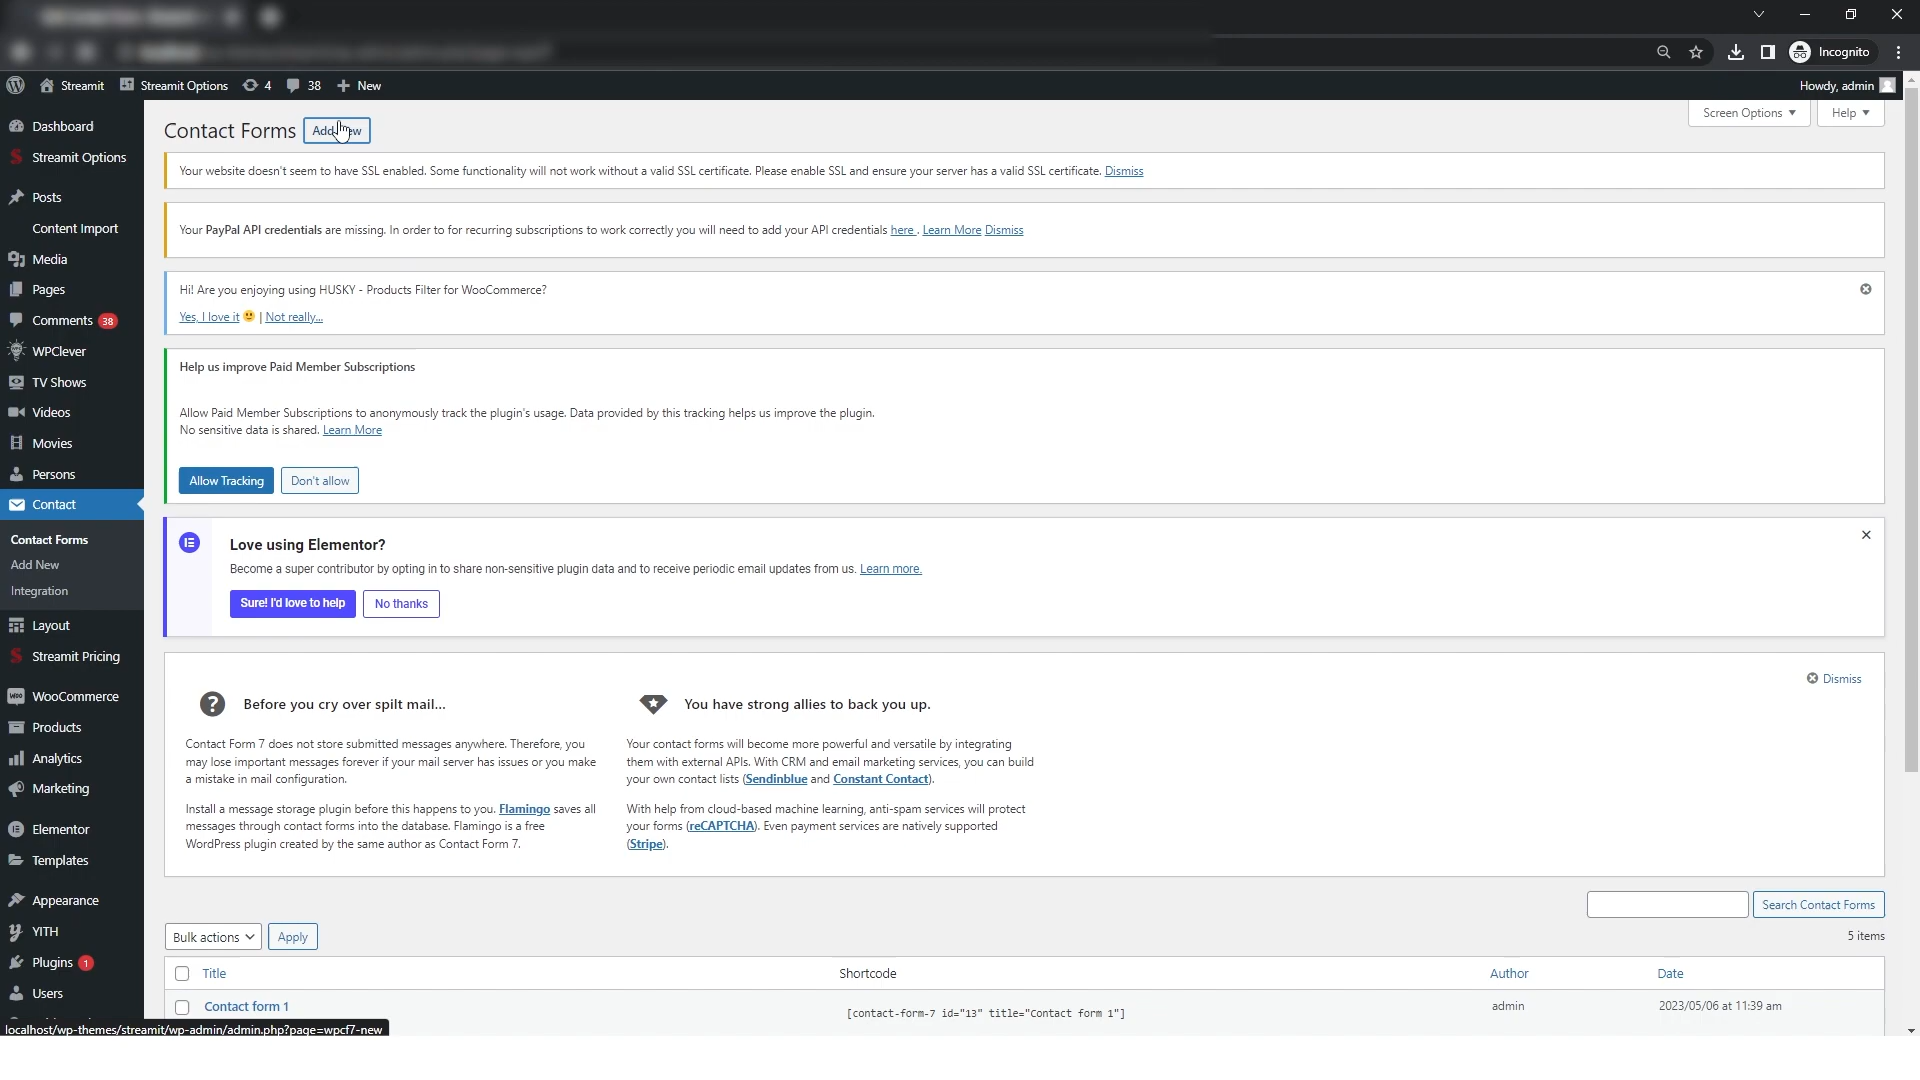 Incognito
Streamit
Streamit Options
4
38
New
Howdy, admin
Dashboard
Streamit Options
Posts
Content Import
Media
Pages
Comments 38
WPClever
TV Shows
Videos
Movies
Persons
Contact
Contact Forms
Add New
Integration
Layout
Streamit Pricing
WooCommerce
Products
Analytics
Marketing
Elementor
Templates
Appearance
YITH
Plugins 1
Users
Screen Options
Help
Contact Forms
Add New
Your website doesn't seem to have SSL enabled. Some functionality will not work without a valid SSL certificate. Please enable SSL and ensure your server has a valid SSL certificate. Dismiss
Your PayPal API credentials are missing. In order to for recurring subscriptions to work correctly you will need to add your API credentials here . Learn More Dismiss
Hi! Are you enjoying using HUSKY - Products Filter for WooCommerce?
Yes, I love it 🙂 | Not really...
Help us improve Paid Member Subscriptions
Allow Paid Member Subscriptions to anonymously track the plugin's usage. Data provided by this tracking helps us improve the plugin.
No sensitive data is shared. Learn More
Allow Tracking
Don't allow
Love using Elementor?
Become a super contributor by opting in to share non-sensitive plugin data and to receive periodic email updates from us. Learn more.
Sure! I'd love to help
No thanks
Dismiss
Before you cry over spilt mail...
Contact Form 7 does not store submitted messages anywhere. Therefore, you
may lose important messages forever if your mail server has issues or you make
a mistake in mail configuration.
Install a message storage plugin before this happens to you. Flamingo saves all
messages through contact forms into the database. Flamingo is a free
WordPress plugin created by the same author as Contact Form 7.
You have strong allies to back you up.
Your contact forms will become more powerful and versatile by integrating
them with external APIs. With CRM and email marketing services, you can build
your own contact lists (Sendinblue and Constant Contact).
With help from cloud-based machine learning, anti-spam services will protect
your forms (reCAPTCHA). Even payment services are natively supported
(Stripe).
Search Contact Forms
Bulk actions
Apply
5 items
Title
Shortcode
Author
Date
Contact form 1
[contact-form-7 id="13" title="Contact form 1"]
admin
2023/05/06 at 11:39 am
localhost/wp-themes/streamit/wp-admin/admin.php?page=wpcf7-new